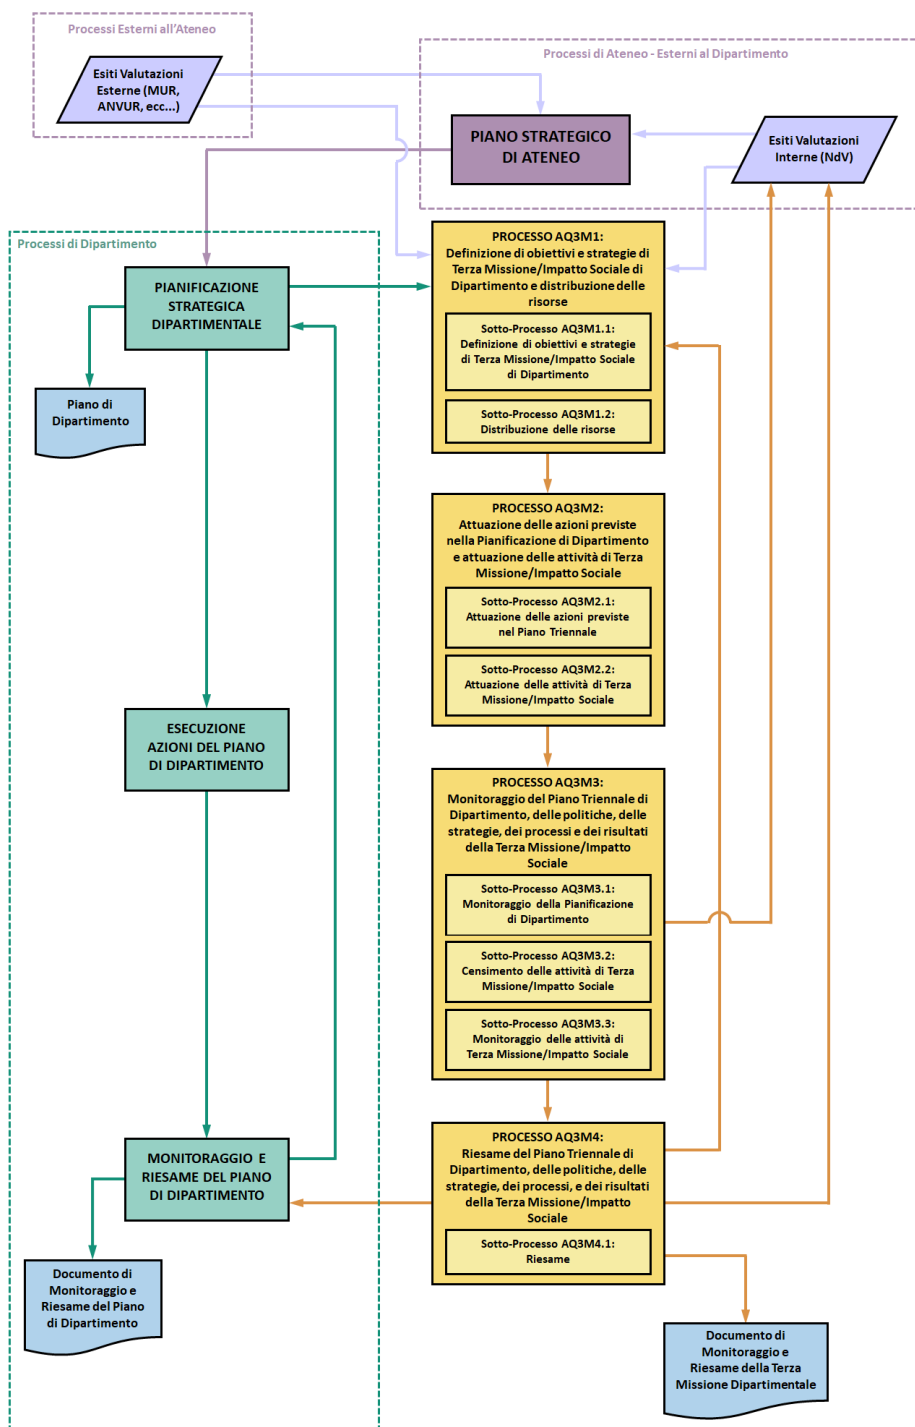 Processi Esterni all'Ateneo
Esiti Valutazioni
Esterne (MUR,
ANVUR, ecc...)
Processi di Ateneo - Esterni al Dipartimento
PIANO STRATEGICO
DI ATENEO
Esiti Valutazioni
Interne (NdV)
Processi di Dipartimento
PIANIFICAZIONE
STRATEGICA
DIPARTIMENTALE
Piano di
Dipartimento
ESECUZIONE
AZIONI DEL PIANO
DI DIPARTIMENTO
MONITORAGGIO E
RIESAME DEL PIANO
DI DIPARTIMENTO
Documento di
Monitoraggio e
Riesame del Piano
di Dipartimento
PROCESSO AQ3M1:
Definizione di obiettivi e strategie di
Terza Missione/Impatto Sociale di
Dipartimento e distribuzione delle
risorse
Sotto-Processo AQ3M1.1:
Definizione di obiettivi e strategie
di Terza Missione/Impatto Sociale
di Dipartimento
Sotto-Processo AQ3M1.2:
Distribuzione delle risorse
PROCESSO AQ3M2:
Attuazione delle azioni previste
nella Pianificazione di Dipartimento
e attuazione delle attività di Terza
Missione/Impatto Sociale
Sotto-Processo AQ3M2.1:
Attuazione delle azioni previste
nel Piano Triennale
Sotto-Processo AQ3M2.2:
Attuazione delle attività di Terza
Missione/Impatto Sociale
PROCESSO AQ3M3:
Monitoraggio del Piano Triennale di
Dipartimento, delle politiche, delle
strategie, dei processi e dei risultati
della Terza Missione/Impatto
Sociale
Sotto-Processo AQ3M3.1:
Monitoraggio della Pianificazione
di Dipartimento
Sotto-Processo AQ3M3.2:
Censimento delle attività di Terza
Missione/Impatto Sociale
Sotto-Processo AQ3M3.3:
Monitoraggio delle attività di
Terza Missione/Impatto Sociale
PROCESSO AQ3M4:
Riesame del Piano Triennale di
Dipartimento, delle politiche, delle
strategie, dei processi, e dei risultati
della Terza Missione/Impatto
Sociale
Sotto-Processo AQ3M4.1:
Riesame
Documento di
Monitoraggio e
Riesame della Terza
Missione Dipartimentale